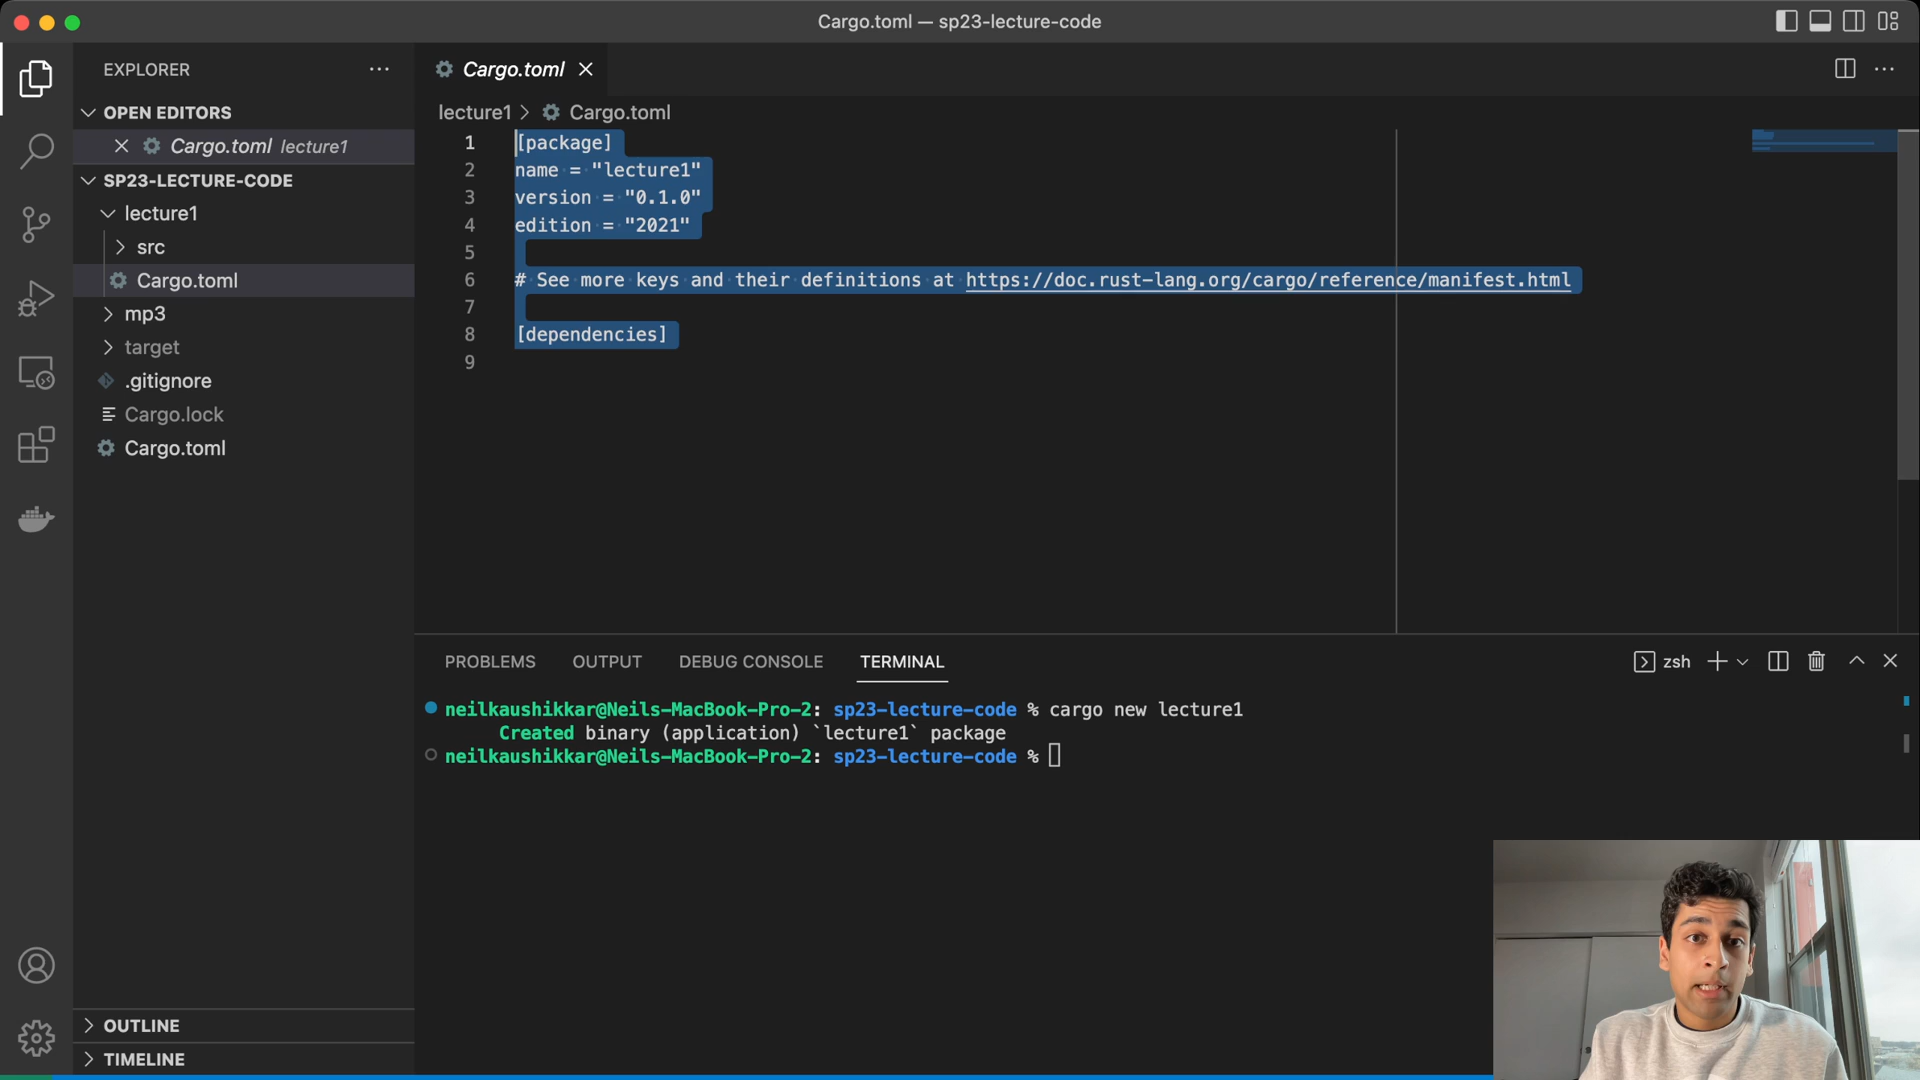 Cargo.toml — sp23-lecture-code
EXPLORER
OPEN EDITORS
Cargo.toml lecture1
SP23-LECTURE-CODE
lecture1
src
Cargo.toml
mp3
target
.gitignore
Cargo.lock
Cargo.toml
OUTLINE
TIMELINE
Cargo.toml
lecture1 > Cargo.toml
1 [package]
2 name = "lecture1"
3 version = "0.1.0"
4 edition = "2021"
5
6 # See more keys and their definitions at https://doc.rust-lang.org/cargo/reference/manifest.html
7
8 [dependencies]
9
PROBLEMS OUTPUT DEBUG CONSOLE TERMINAL zsh
neilkaushikkar@Neils-MacBook-Pro-2: sp23-lecture-code % cargo new lecture1
Created binary (application) `lecture1` package
neilkaushikkar@Neils-MacBook-Pro-2: sp23-lecture-code %